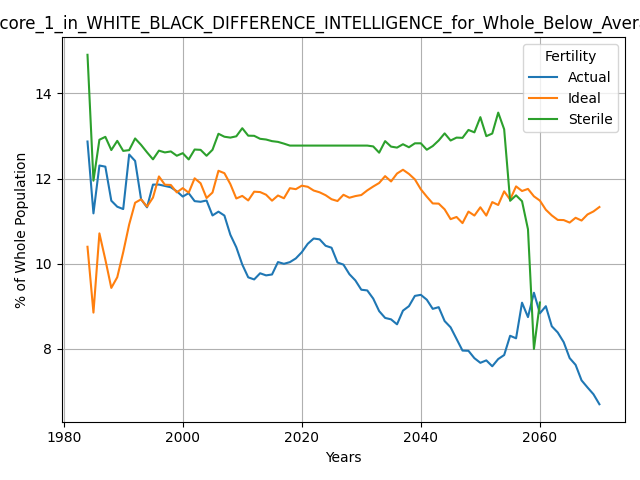 core_1_in_WHITE_BLACK_DIFFERENCE_INTELLIGENCE_for_Whole_Below_Avera
Fertility
Actual
Ideal
Sterile
% of Whole Population
14
12
10
8
1980
2000
2020
2040
2060
Years